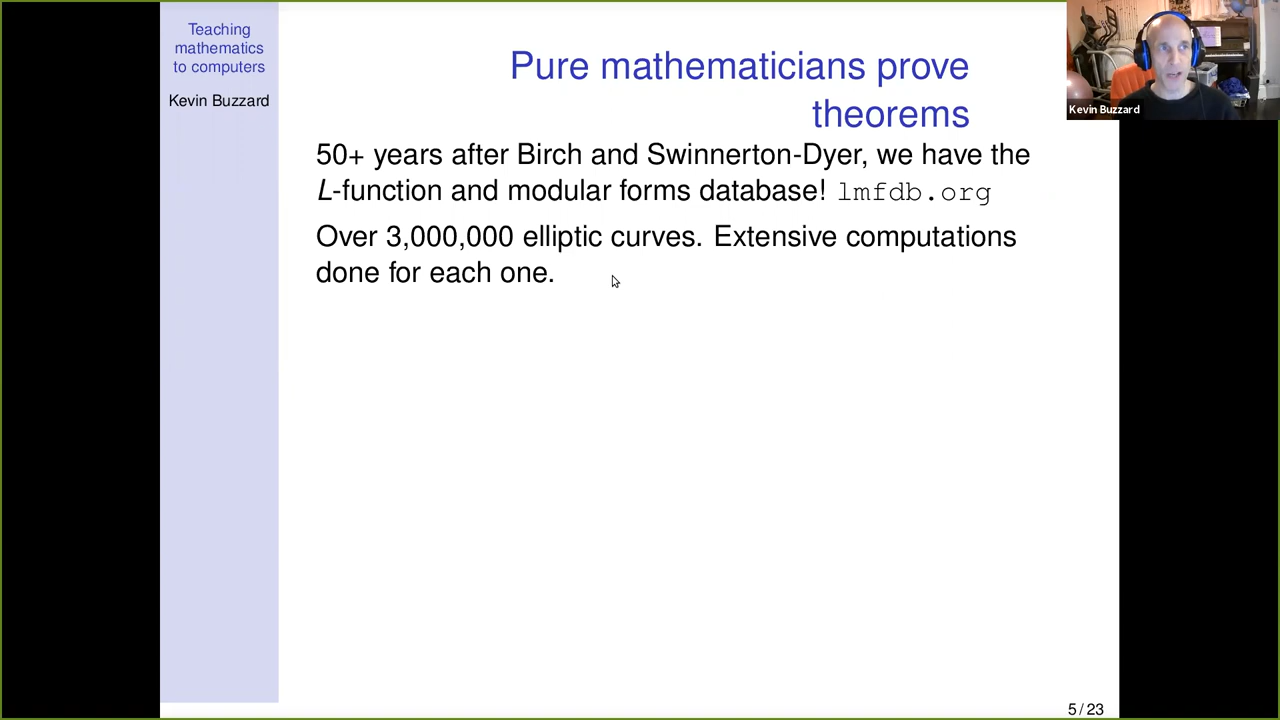 Teaching
mathematics
to computers
Kevin Buzzard
Pure mathematicians prove
theorems
50+ years after Birch and Swinnerton-Dyer, we have the
L-function and modular forms database! lmfdb.org
Over 3,000,000 elliptic curves. Extensive computations
done for each one.
Kevin Buzzard
5 / 23